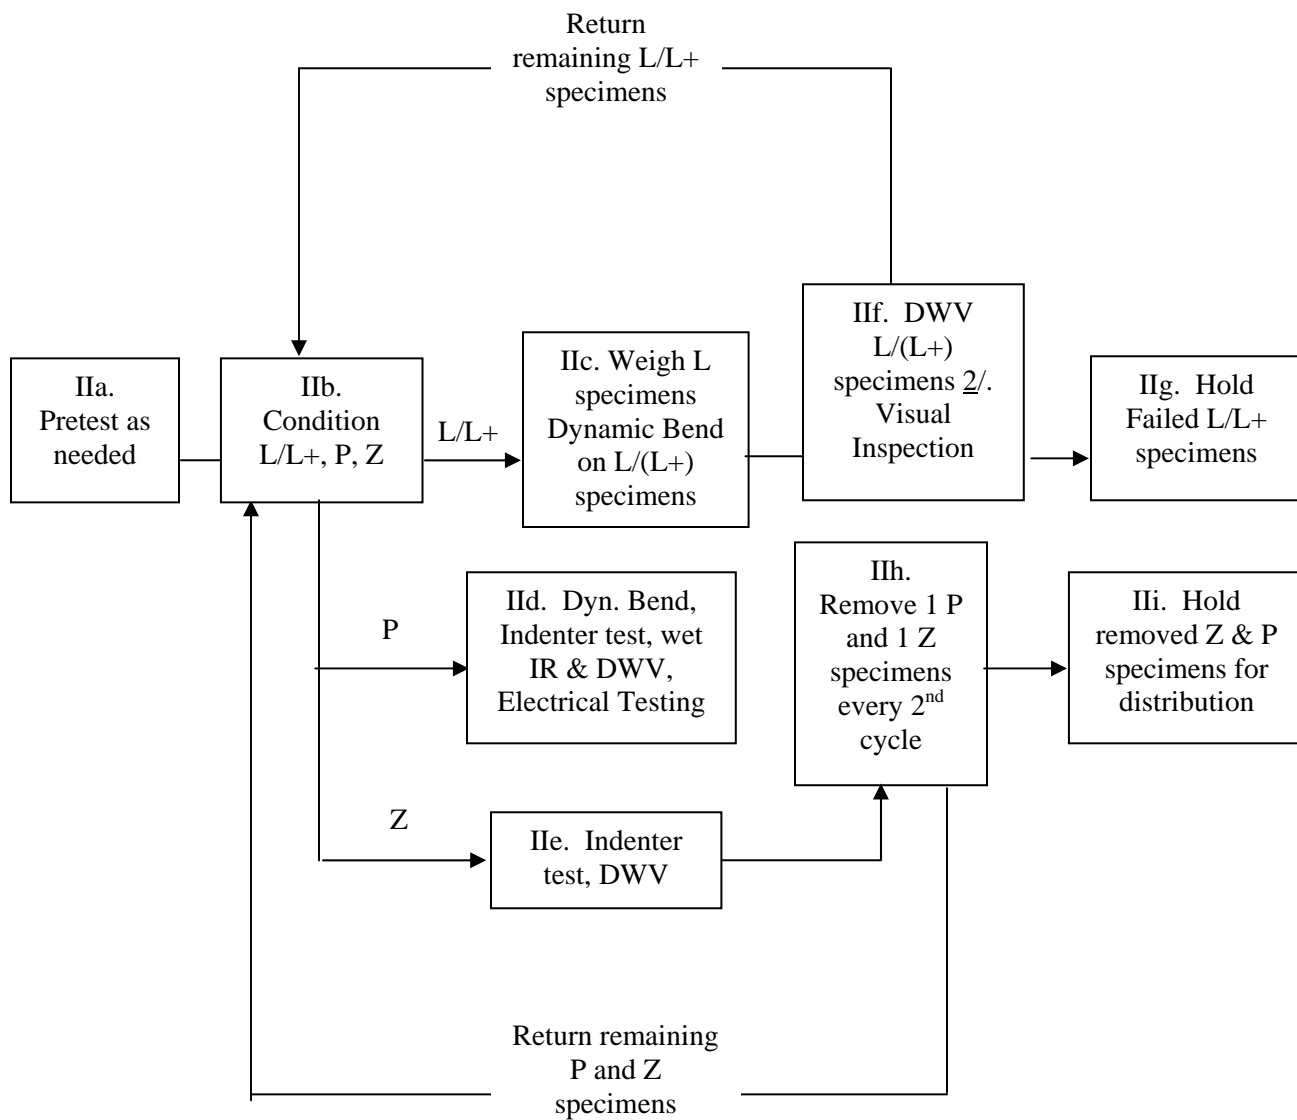 Return
remaining L/L+
specimens
IIa.
Pretest as
needed
IIb.
Condition
L/L+, P, Z
L/L+
IIc. Weigh L
specimens
Dynamic Bend
on L/(L+)
specimens
IIf.  DWV
L/(L+)
specimens 2/.
Visual
Inspection
IIg.  Hold
Failed L/L+
specimens
P
IId.  Dyn. Bend,
Indenter test, wet
IR & DWV,
Electrical Testing
IIh.
Remove 1 P
and 1 Z
specimens
every 2nd
cycle
IIi.  Hold
removed Z & P
specimens for
distribution
Z
IIe.  Indenter
test, DWV
Return remaining
P and Z
specimens